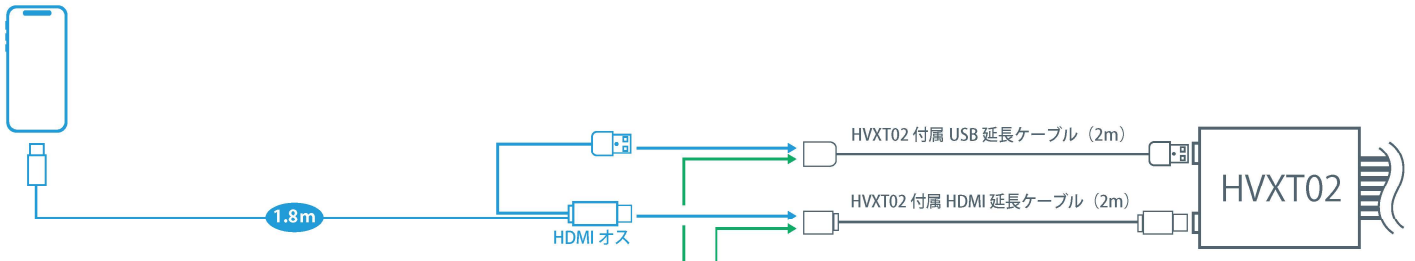 HVXT02 付属 USB 延長ケーブル（2m）
HVXT02
HVXT02 付属 HDMI 延長ケーブル（2m）
1.8m
HDMI オス